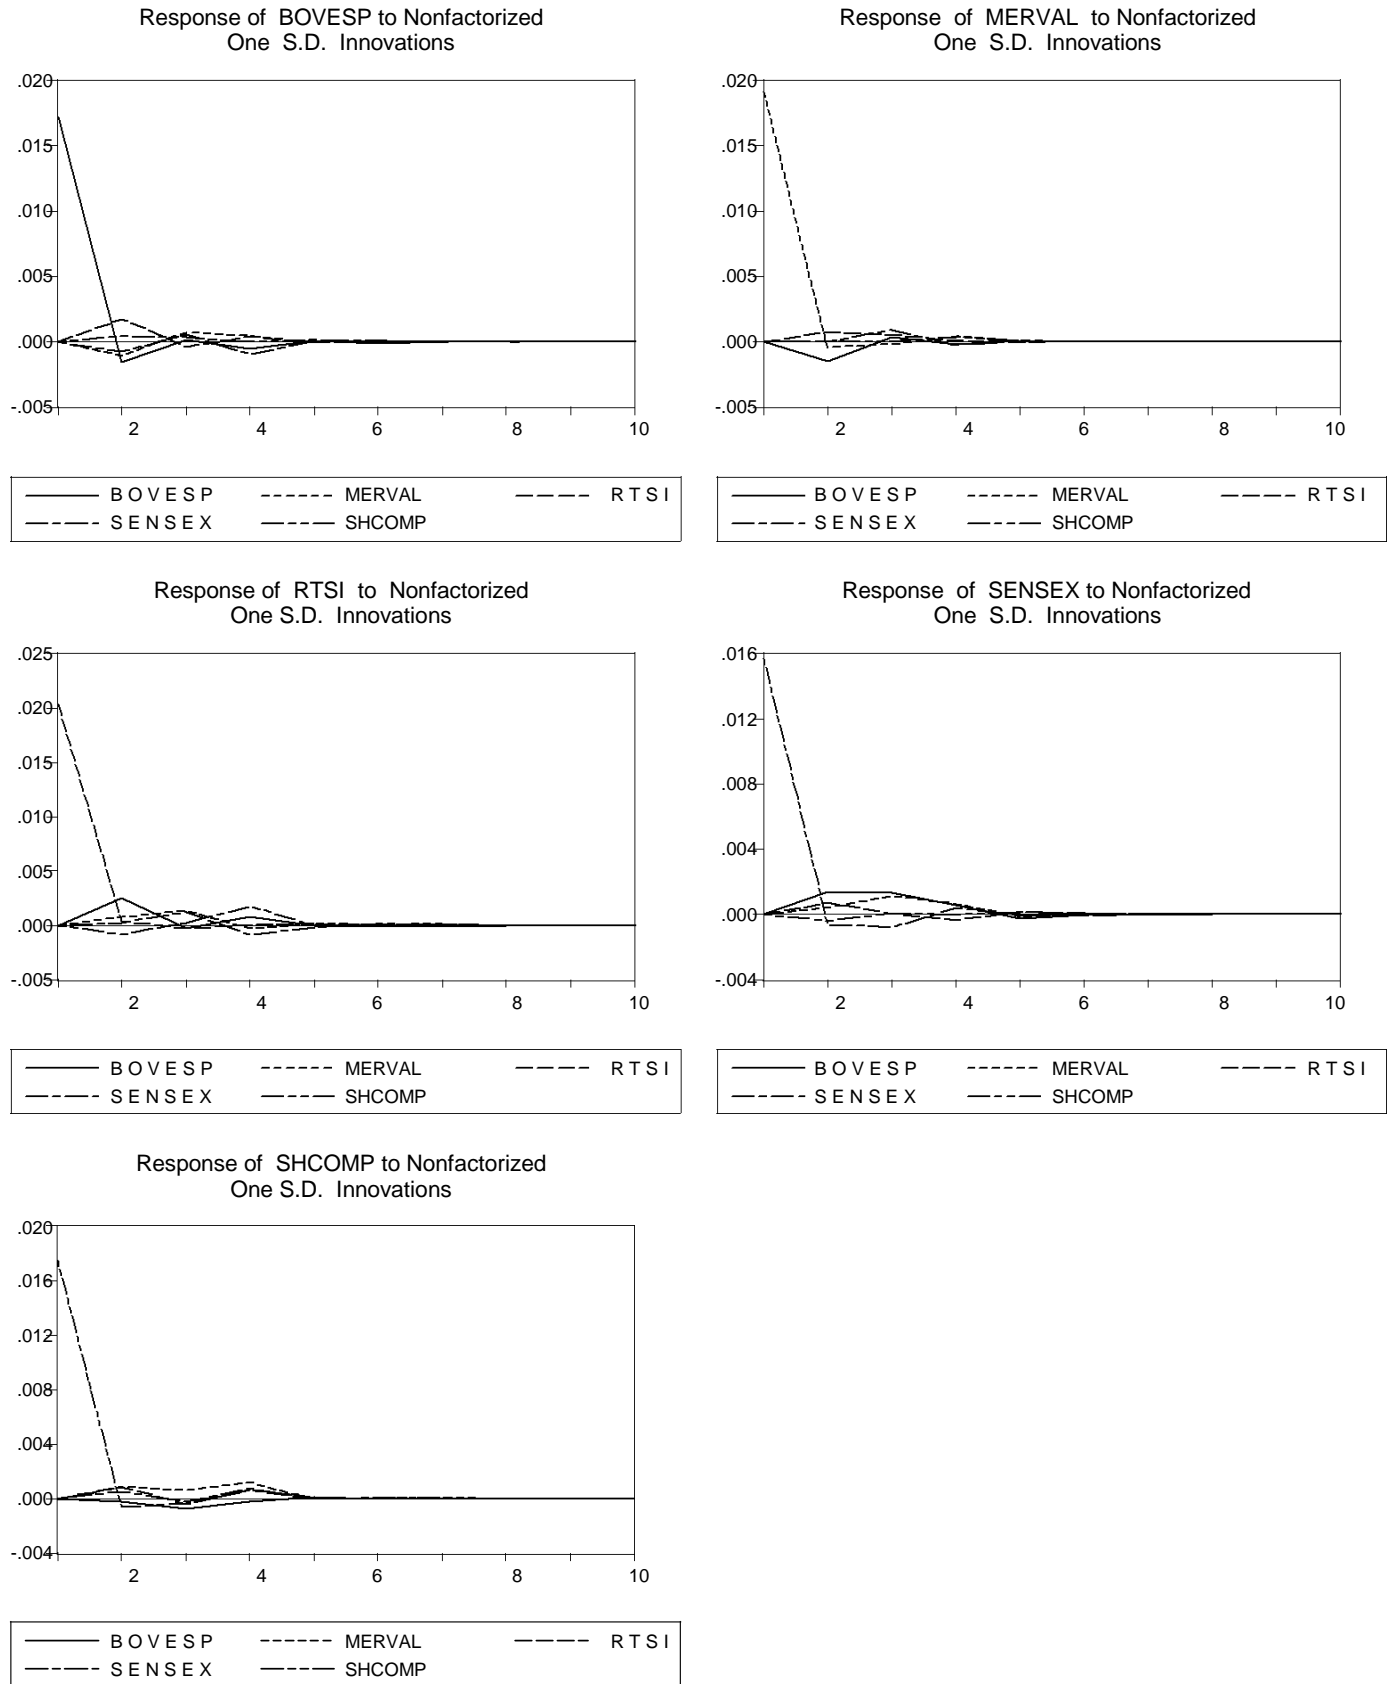 Response of BOVESP to Nonfactorized
One S.D. Innovations
.020
.015
.010
.005
.000
-.005
2 4 6 8 10
B O V E S P MERVAL R T S I
S E N S E X SHCOMP
Response of MERVAL to Nonfactorized
One S.D. Innovations
.020
.015
.010
.005
.000
-.005
2 4 6 8 10
B O V E S P MERVAL R T S I
S E N S E X SHCOMP
Response of RTSI to Nonfactorized
One S.D. Innovations
.025
.020
.015
.010
.005
.000
-.005
2 4 6 8 10
B O V E S P MERVAL R T S I
S E N S E X SHCOMP
Response of SENSEX to Nonfactorized
One S.D. Innovations
.016
.012
.008
.004
.000
-.004
2 4 6 8 10
B O V E S P MERVAL R T S I
S E N S E X SHCOMP
Response of SHCOMP to Nonfactorized
One S.D. Innovations
.020
.016
.012
.008
.004
.000
-.004
2 4 6 8 10
B O V E S P MERVAL R T S I
S E N S E X SHCOMP